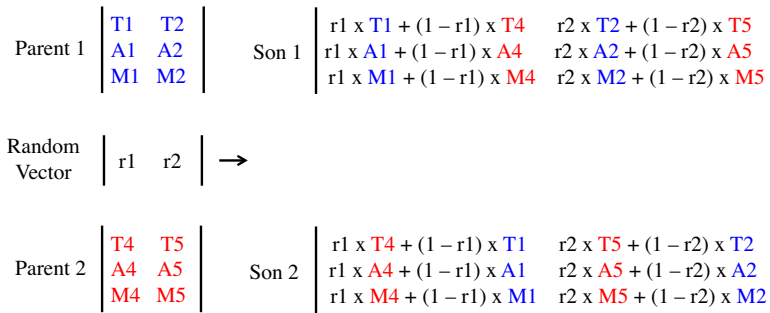 T1 T2 r1 x T1 + (1 – r1) x T4 r2 x T2 + (1 – r2) x T5
Parent 1 A1 A2 Son 1 r1 x A1 + (1 – r1) x A4 r2 x A2 + (1 – r2) x A5
M1 M2 r1 x M1 + (1 – r1) x M4 r2 x M2 + (1 – r2) x M5
Random
Vector
r1 r2
T4 T5 r1 x T4 + (1 – r1) x T1 r2 x T5 + (1 – r2) x T2
Parent 2 A4 A5 Son 2 r1 x A4 + (1 – r1) x A1 r2 x A5 + (1 – r2) x A2
M4 M5 r1 x M4 + (1 – r1) x M1 r2 x M5 + (1 – r2) x M2